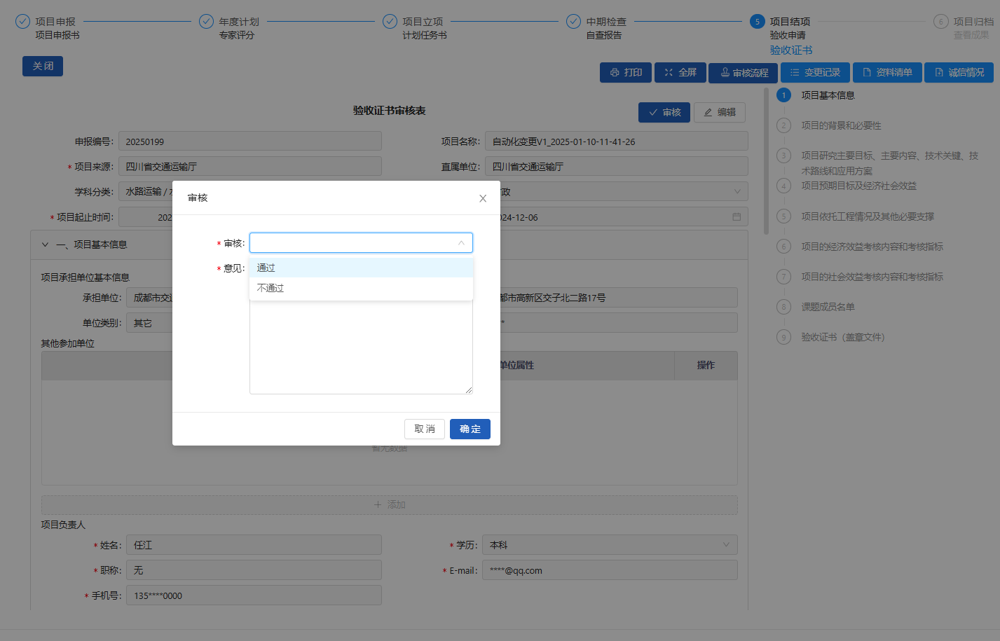 项目申报
项目申报书
年度计划
专家评分
项目立项
计划任务书
中期检查
自查报告
5 项目结项
验收申请
验收证书
6 项目归档
查看成果
关闭
打印
全屏
审核流程
变更记录
资料清单
诚信情况
验收证书审核表
审核
编辑
申报编号: 20250199
项目名称: 自动化变更V1_2025-01-10-11-41-26
* 项目来源: 四川省交通运输厅
直属单位: 四川省交通运输厅
学科分类: 水路运输 /
政
* 项目起止时间: 202
24-12-06
一、项目基本信息
项目承担单位基本信息
承担单位: 成都市交
都市高新区交子北二路17号
单位类别: 其它
*
其他参加单位
单位属性
操作
暂无数据
添加
项目负责人
* 姓名: 任江
* 学历: 本科
* 职称: 无
* E-mail: ****@qq.com
* 手机号: 135****0000
审核
* 审核:
* 意见:
通过
不通过
取消
确定
1 项目基本信息
2 项目的背景和必要性
3 项目研究主要目标、主要内容、技术关键、技
术路线和应用方案
4 项目预期目标及经济社会效益
5 项目依托工程情况及其他必要支撑
6 项目的经济效益考核内容和考核指标
7 项目的社会效益考核内容和考核指标
8 课题成员名单
9 验收证书（盖章文件）